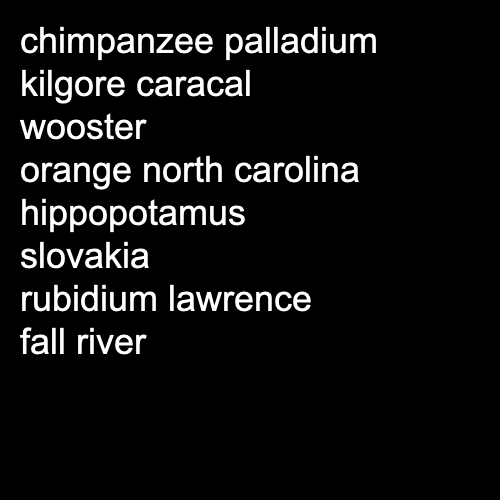 chimpanzee palladium
kilgore caracal
wooster
orange north carolina
hippopotamus
slovakia
rubidium lawrence
fall river